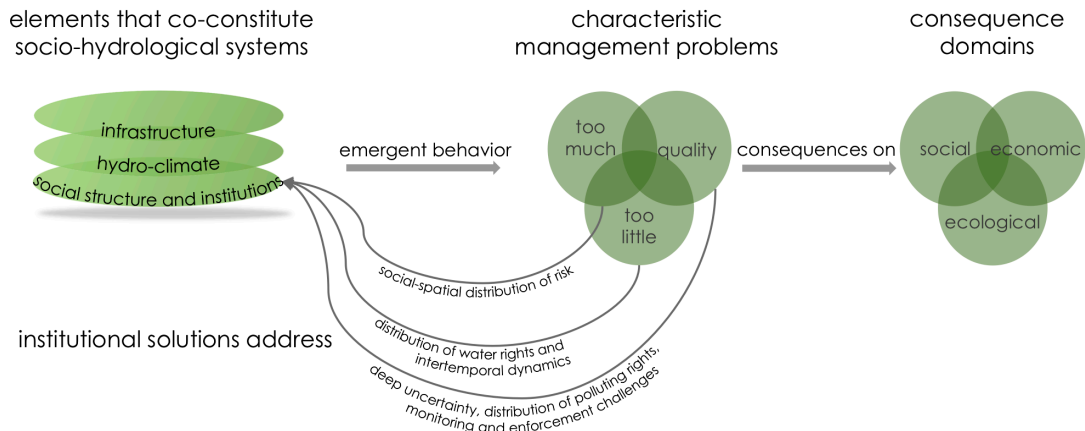 elements that co-constitute
socio-hydrological systems
characteristic
management problems
consequence
domains
infrastructure
hydro-climate
social structure and institutions
emergent behavior
too
much
quality
too
little
consequences on
social
economic
ecological
social-spatial distribution of risk
institutional solutions address
distribution of water rights and
intertemporal dynamics
deep uncertainty, distribution of polluting rights,
monitoring and enforcement challenges